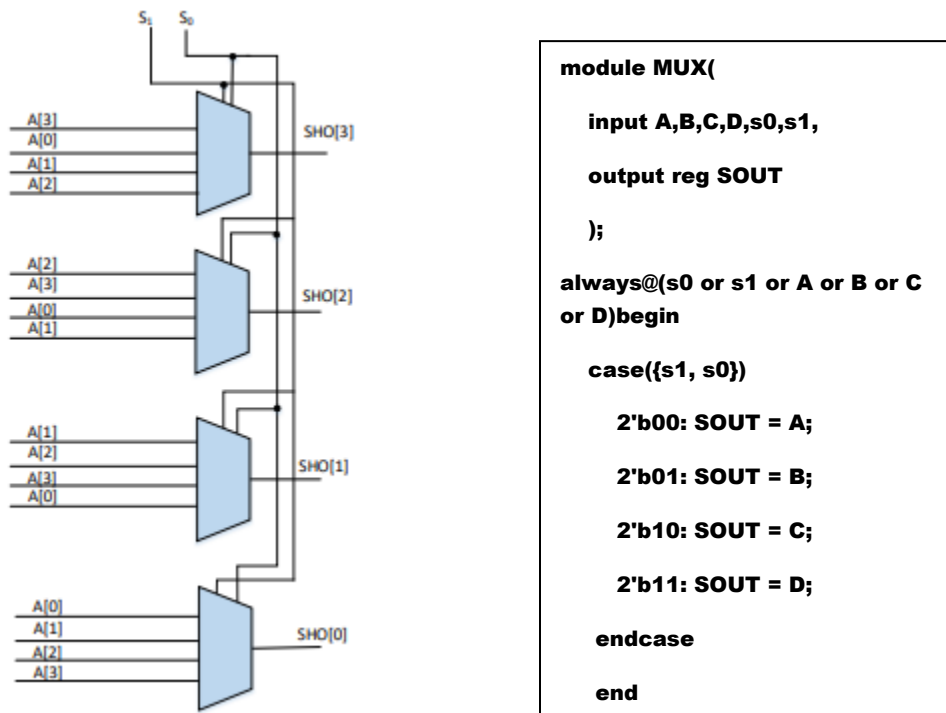 S₁ S₀
A[3]
A[0]
A[1]
A[2]
SHO[3]
A[2]
A[3]
A[0]
A[1]
SHO[2]
A[1]
A[2]
A[3]
A[0]
SHO[1]
A[0]
A[1]
A[2]
A[3]
SHO[0]
module MUX(
input A,B,C,D,s0,s1,
output reg SOUT
);
always@(s0 or s1 or A or B or C
or D)begin
case({s1, s0})
2'b00: SOUT = A;
2'b01: SOUT = B;
2'b10: SOUT = C;
2'b11: SOUT = D;
endcase
end